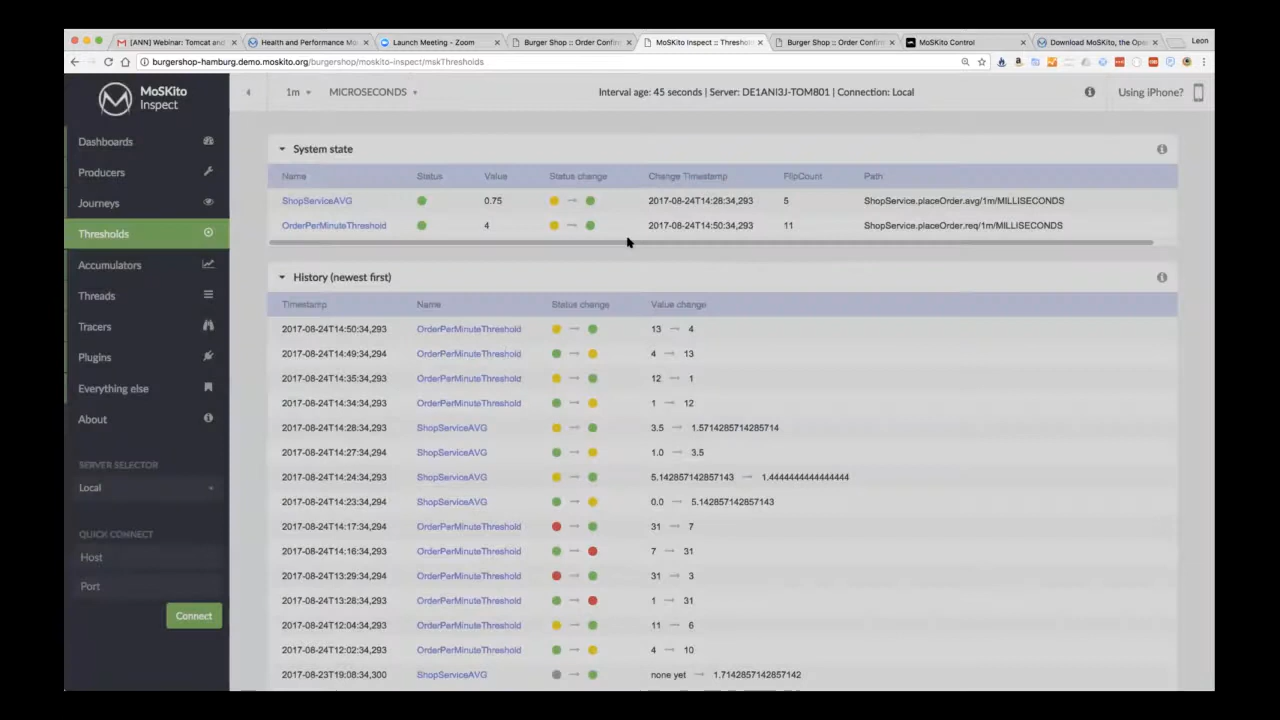 [ANN] Webinar: Tomcat and
Health and Performance Mo
Launch Meeting - Zoom
Burger Shop :: Order Confirm
MoSKito Inspect :: Threshol
Burger Shop :: Order Confirm
MoSKito Control
Download MoSKito, the Ope
Leon
burgershop-hamburg.demo.moskito.org/burgershop/moskito-inspect/mskThresholds
MoSKito
Inspect
1m
MICROSECONDS
Interval age: 45 seconds | Server: DE1ANI3J-TOM801 | Connection: Local
Using iPhone?
Dashboards
Producers
Journeys
Thresholds
Accumulators
Threads
Tracers
Plugins
Everything else
About
SERVER SELECTOR
Local
QUICK CONNECT
Host
Port
Connect
System state
Name Status Value Status change Change Timestamp FlipCount Path
ShopServiceAVG 0.75 → 2017-08-24T14:28:34,293 5 ShopService.placeOrder.avg/1m/MILLISECONDS
OrderPerMinuteThreshold 4 → 2017-08-24T14:50:34,293 11 ShopService.placeOrder.req/1m/MILLISECONDS
History (newest first)
Timestamp Name Status change Value change
2017-08-24T14:50:34,293 OrderPerMinuteThreshold → 13 → 4
2017-08-24T14:49:34,294 OrderPerMinuteThreshold → 4 → 13
2017-08-24T14:35:34,293 OrderPerMinuteThreshold → 12 → 1
2017-08-24T14:34:34,293 OrderPerMinuteThreshold → 1 → 12
2017-08-24T14:28:34,293 ShopServiceAVG → 3.5 → 1.5714285714285714
2017-08-24T14:27:34,294 ShopServiceAVG → 1.0 → 3.5
2017-08-24T14:24:34,293 ShopServiceAVG → 5.142857142857143 → 1.4444444444444444
2017-08-24T14:23:34,294 ShopServiceAVG → 0.0 → 5.142857142857143
2017-08-24T14:17:34,294 OrderPerMinuteThreshold → 31 → 7
2017-08-24T14:16:34,293 OrderPerMinuteThreshold → 7 → 31
2017-08-24T13:29:34,294 OrderPerMinuteThreshold → 31 → 3
2017-08-24T13:28:34,293 OrderPerMinuteThreshold → 1 → 31
2017-08-24T12:04:34,293 OrderPerMinuteThreshold → 11 → 6
2017-08-24T12:02:34,293 OrderPerMinuteThreshold → 4 → 10
2017-08-23T19:08:34,300 ShopServiceAVG → none yet → 1.7142857142857142